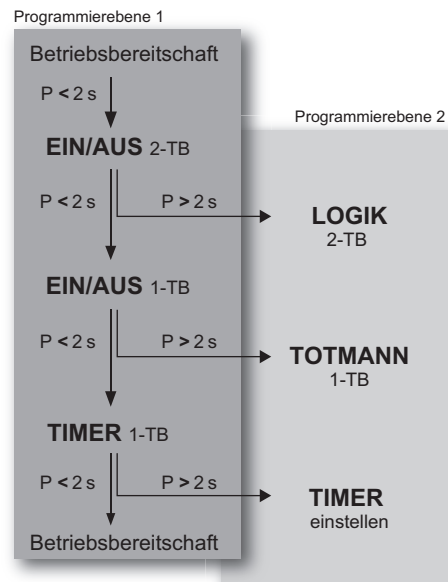 Programmierebene 1
Betriebsbereitschaft
P < 2 s
Programmierebene 2
EIN/AUS 2-TB
P < 2 s
P > 2 s
LOGIK
2-TB
EIN/AUS 1-TB
P < 2 s
P > 2 s
TOTMANN
1-TB
TIMER 1-TB
P < 2 s
P > 2 s
TIMER
einstellen
Betriebsbereitschaft